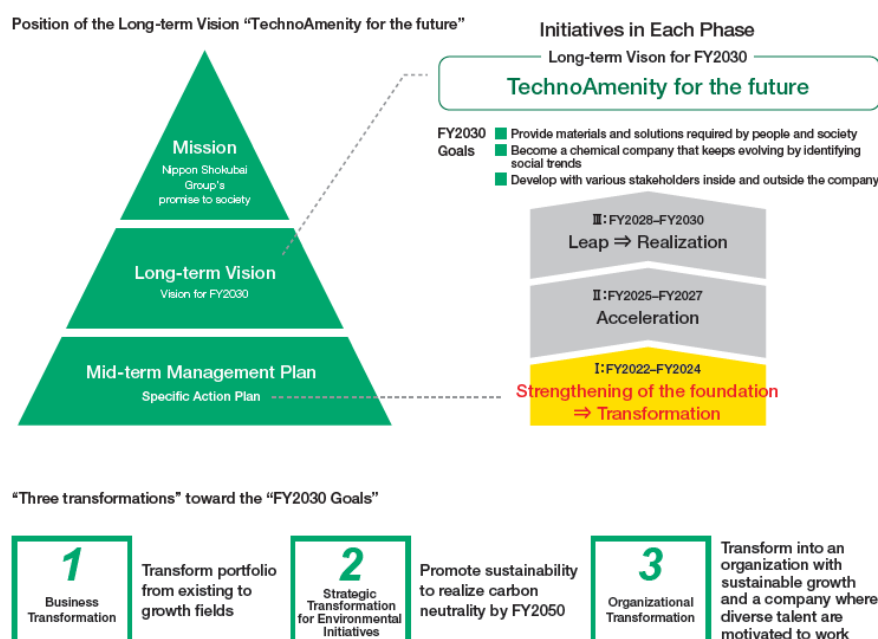 Position of the Long-term Vision “TechnoAmenity for the future”
Mission
Nippon Shokubai
Group's
promise to society
Long-term Vision
Vision for FY2030
Mid-term Management Plan
Specific Action Plan
Initiatives in Each Phase
Long-term Vison for FY2030
TechnoAmenity for the future
FY2030
Goals
Provide materials and solutions required by people and society
Become a chemical company that keeps evolving by identifying
social trends
Develop with various stakeholders inside and outside the company
Ⅲ:FY2028–FY2030
Leap ⇒ Realization
Ⅱ:FY2025–FY2027
Acceleration
Ⅰ:FY2022–FY2024
Strengthening of the foundation
⇒ Transformation
“Three transformations” toward the “FY2030 Goals”
1
Business
Transformation
Transform portfolio
from existing to
growth fields
2
Strategic
Transformation
for Environmental
Initiatives
Promote sustainability
to realize carbon
neutrality by FY2050
3
Organizational
Transformation
Transform into an
organization with
sustainable growth
and a company where
diverse talent are
motivated to work